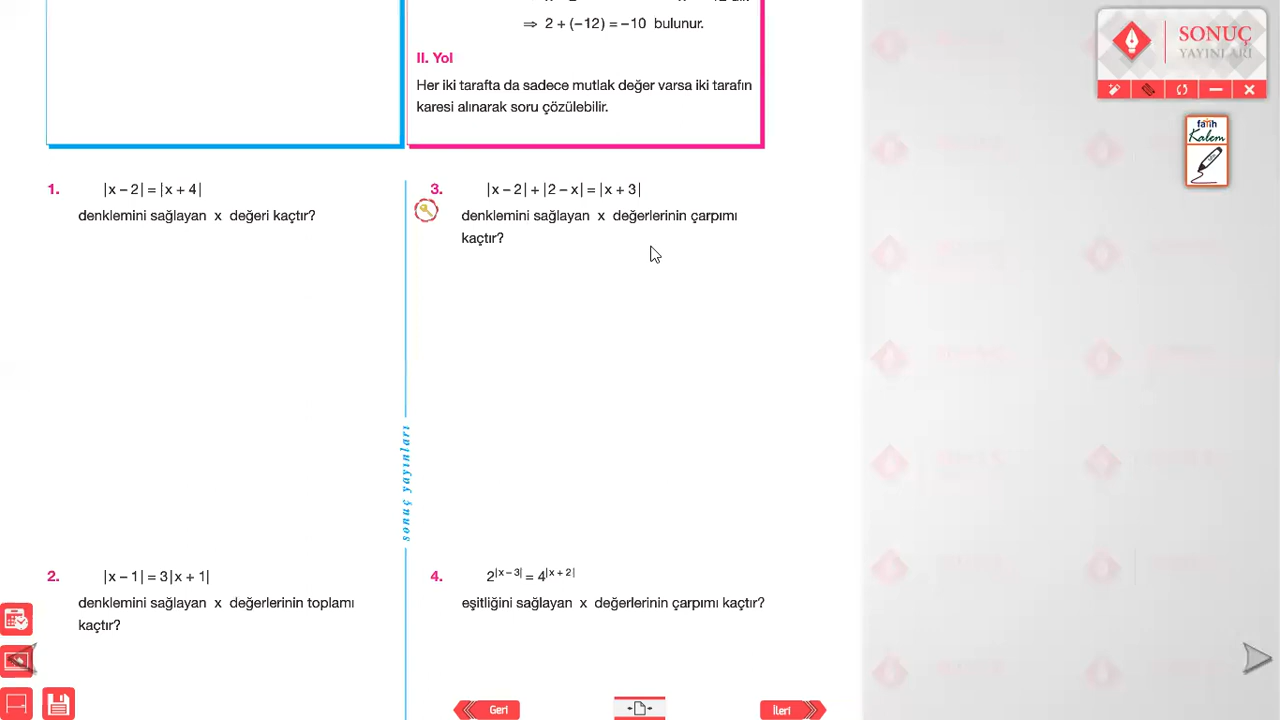 ⇒ 2 + (−12) = −10 bulunur.
II. Yol
Her iki tarafta da sadece mutlak değer varsa iki tarafın
karesi alınarak soru çözülebilir.
1. |x − 2| = |x + 4|
denklemini sağlayan x değeri kaçtır?
2. |x − 1| = 3|x + 1|
denklemini sağlayan x değerlerinin toplamı
kaçtır?
sonuç yayınları
3. |x − 2| + |2 − x| = |x + 3|
denklemini sağlayan x değerlerinin çarpımı
kaçtır?
4. 2^|x − 3| = 4^|x + 2|
eşitliğini sağlayan x değerlerinin çarpımı kaçtır?
SONUÇ
YAYINLARI
fatih
Kalem
Geri
İleri